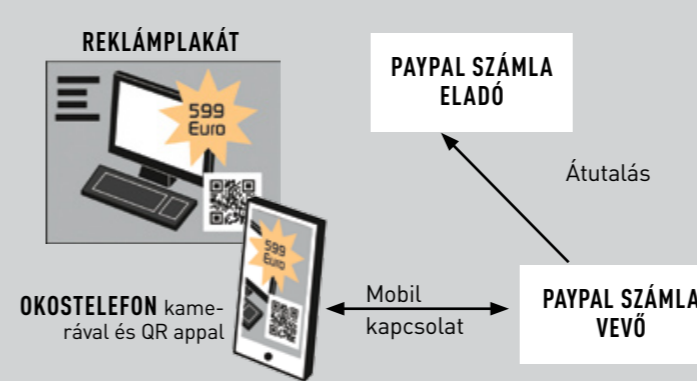 REKLÁMPLAKÁT
599
Euro
599
Euro
OKOSTELEFON kame-
rával és QR appal
Mobil
kapcsolat
PAYPAL SZÁMLA
ELADÓ
Átutalás
PAYPAL SZÁMLA
VEVŐ